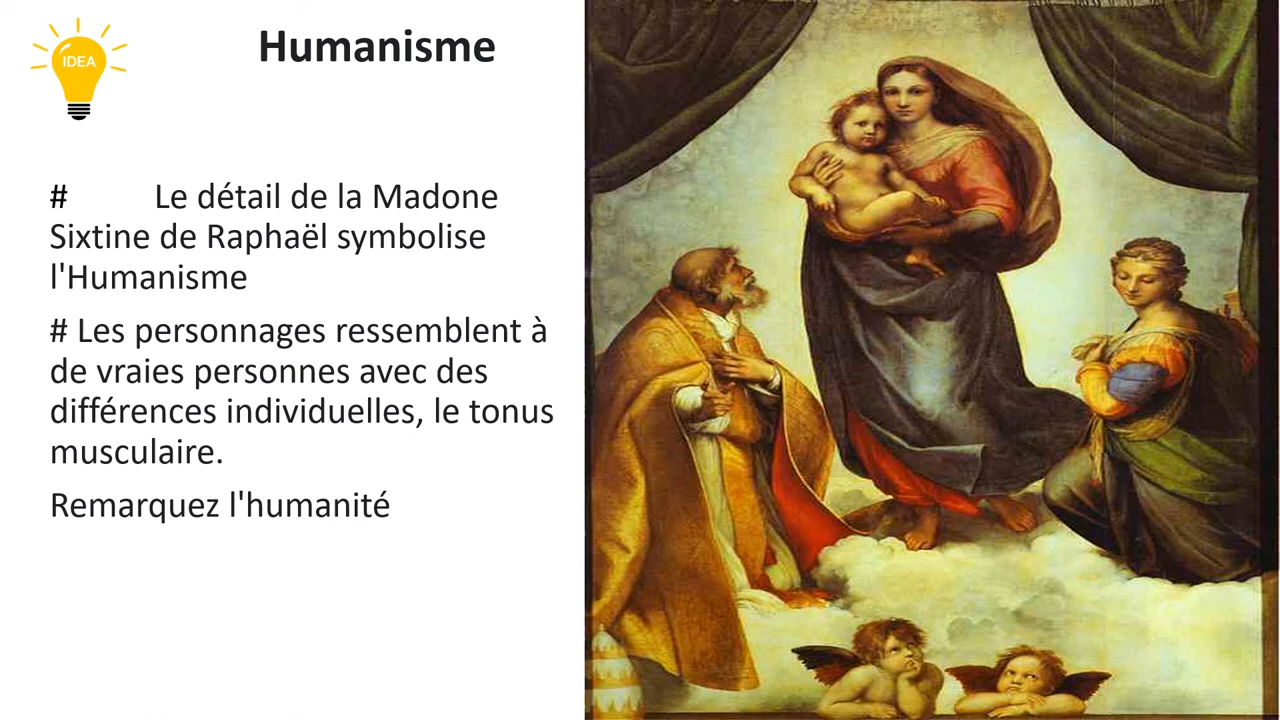 IDEA
Humanisme
# Le détail de la Madone
Sixtine de Raphaël symbolise
l'Humanisme
# Les personnages ressemblent à
de vraies personnes avec des
différences individuelles, le tonus
musculaire.
Remarquez l'humanité